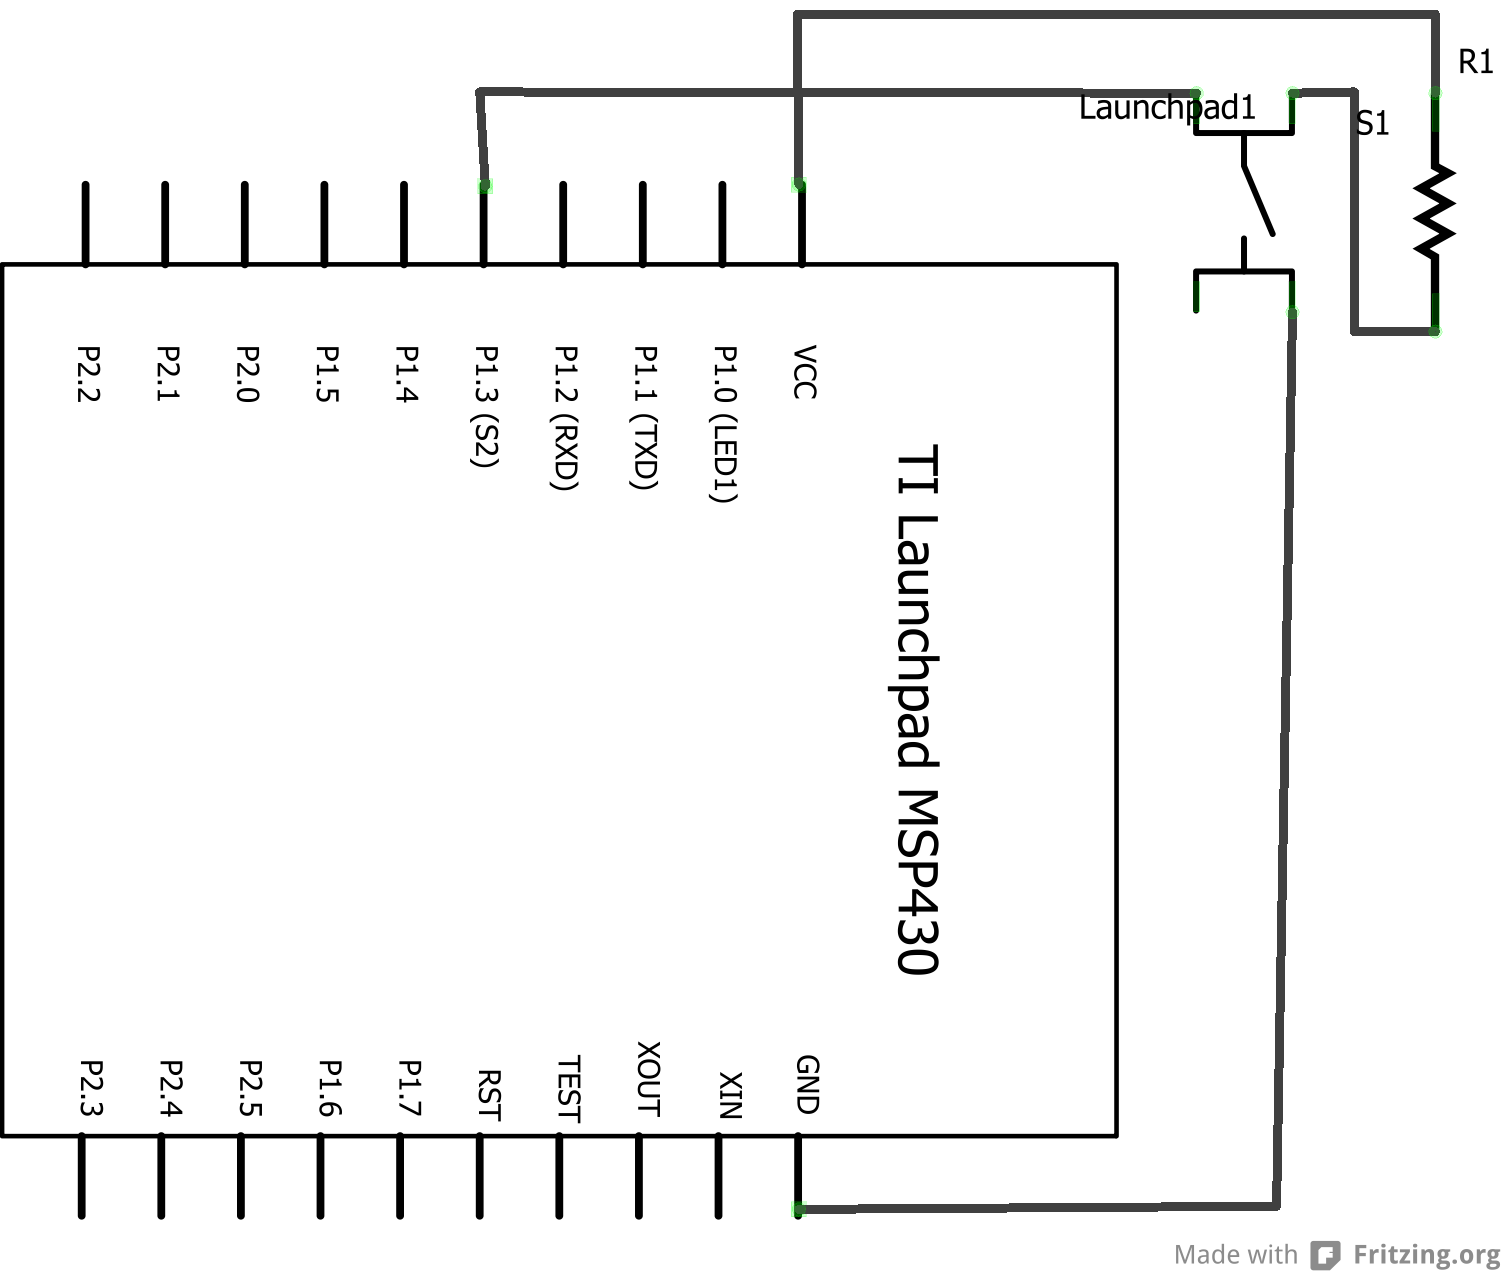 R1
Launchpad1
S1
P2.2
P2.1
P2.0
P1.5
P1.4
P1.3 (S2)
P1.2 (RXD)
P1.1 (TXD)
P1.0 (LED1)
VCC
TI Launchpad MSP430
P2.3
P2.4
P2.5
P1.6
P1.7
RST
TEST
XOUT
XIN
GND
Made with Fritzing.org